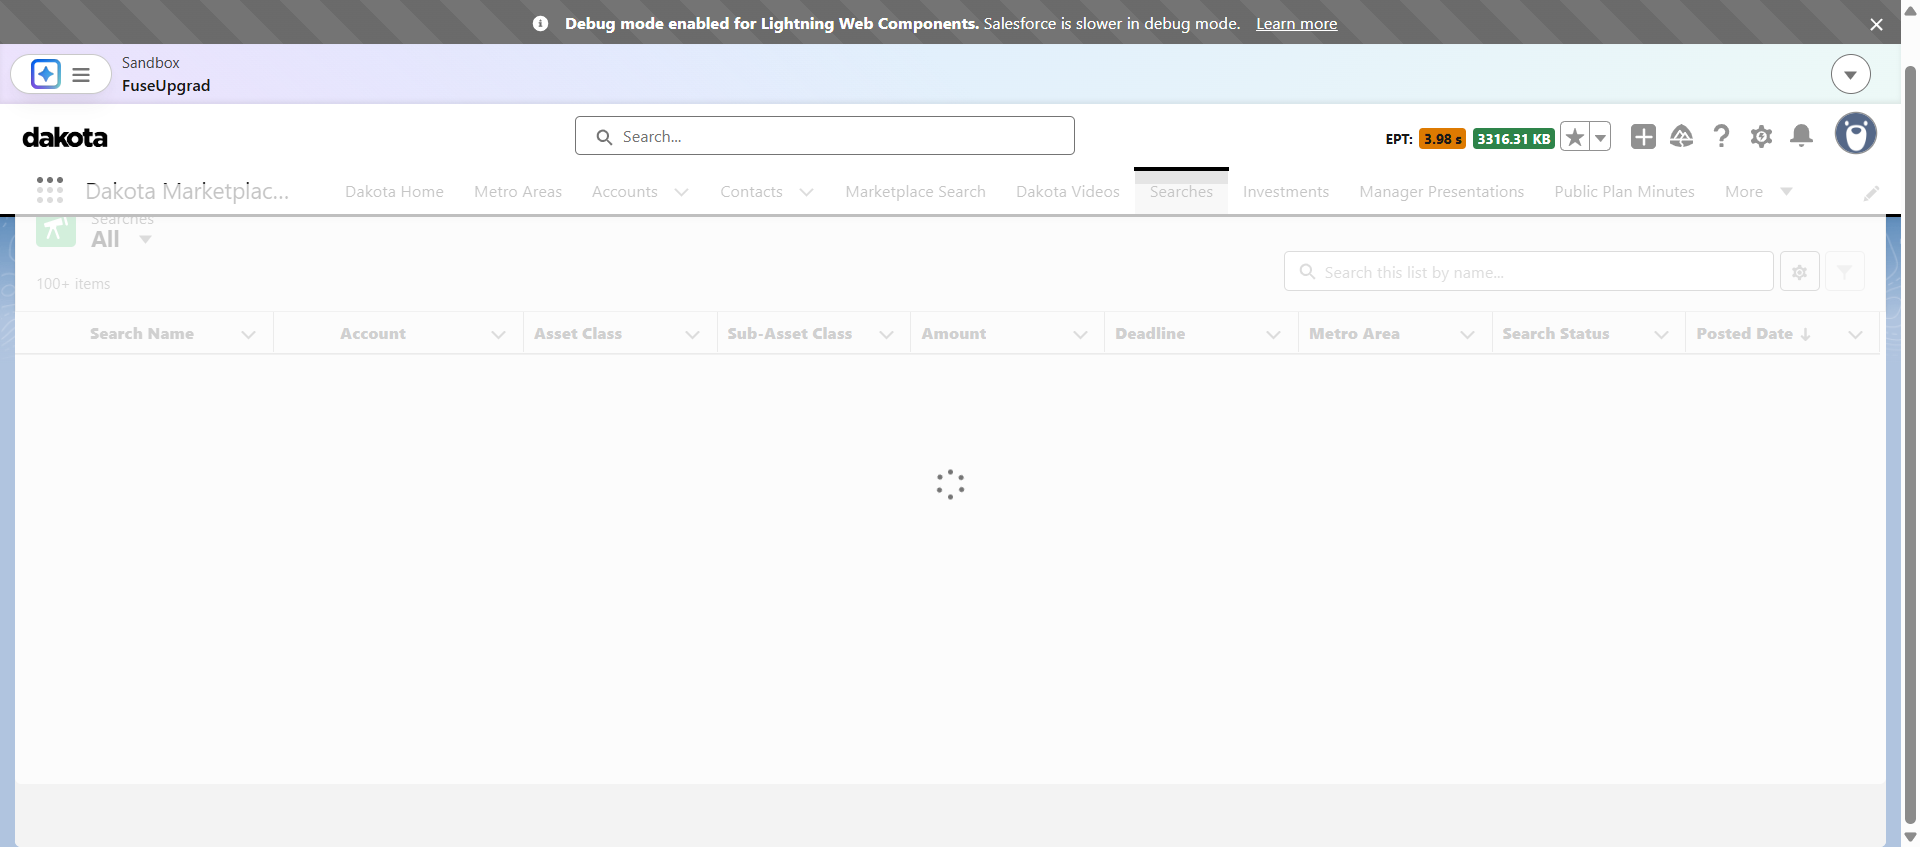 Debug mode enabled for Lightning Web Components. Salesforce is slower in debug mode. Learn more
Sandbox
FuseUpgrad
dakota
Search...
EPT: 3.98 s 3316.31 KB
Dakota Marketplac...
Dakota Home
Metro Areas
Accounts
Contacts
Marketplace Search
Dakota Videos
Searches
Investments
Manager Presentations
Public Plan Minutes
More
Searches
All
100+ items
Search this list by name...
Search Name
Account
Asset Class
Sub-Asset Class
Amount
Deadline
Metro Area
Search Status
Posted Date